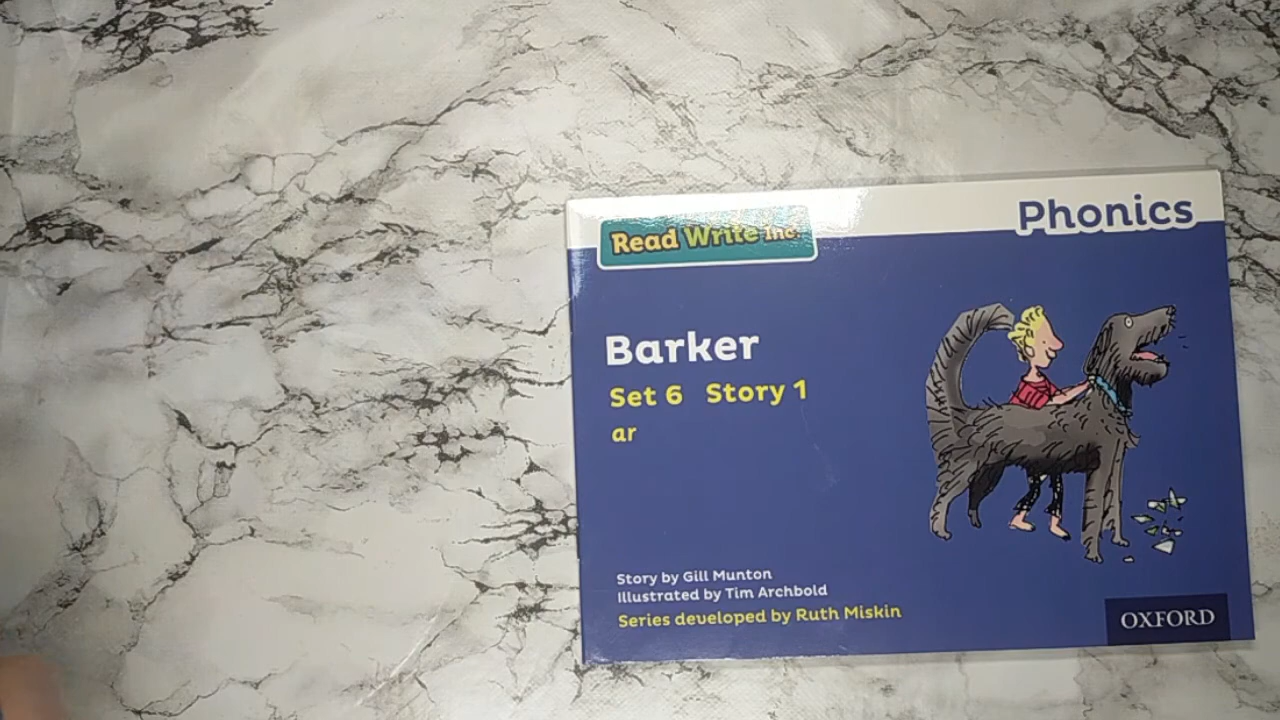 Read Write Inc.
Phonics
Barker
Set 6 Story 1
ar
Story by Gill Munton
Illustrated by Tim Archbold
Series developed by Ruth Miskin
OXFORD